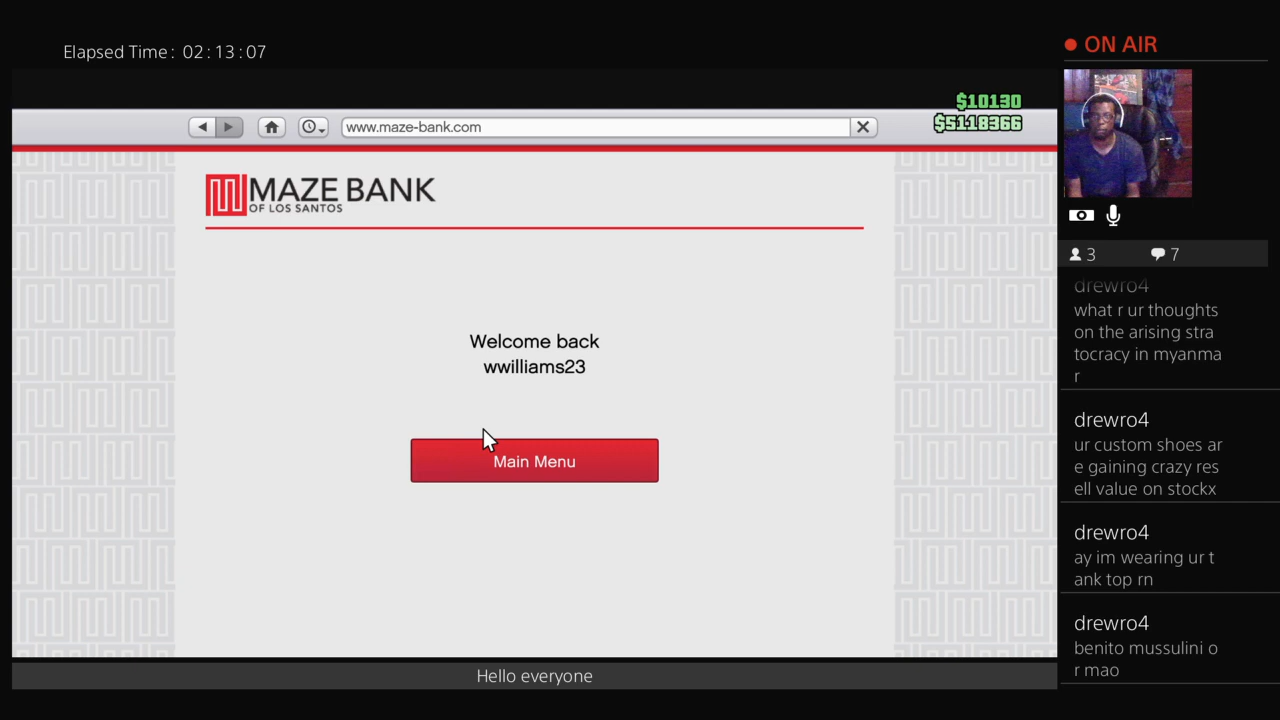 Elapsed Time: 02:13:07
ON AIR
$10130
$5118366
www.maze-bank.com
MAZE BANK
OF LOS SANTOS
3
7
Welcome back
wwilliams23
Main Menu
Hello everyone
drewro4
what r ur thoughts
on the arising stra
tocracy in myanma
r
drewro4
ur custom shoes ar
e gaining crazy res
ell value on stockx
drewro4
ay im wearing ur t
ank top rn
drewro4
benito mussulini o
r mao